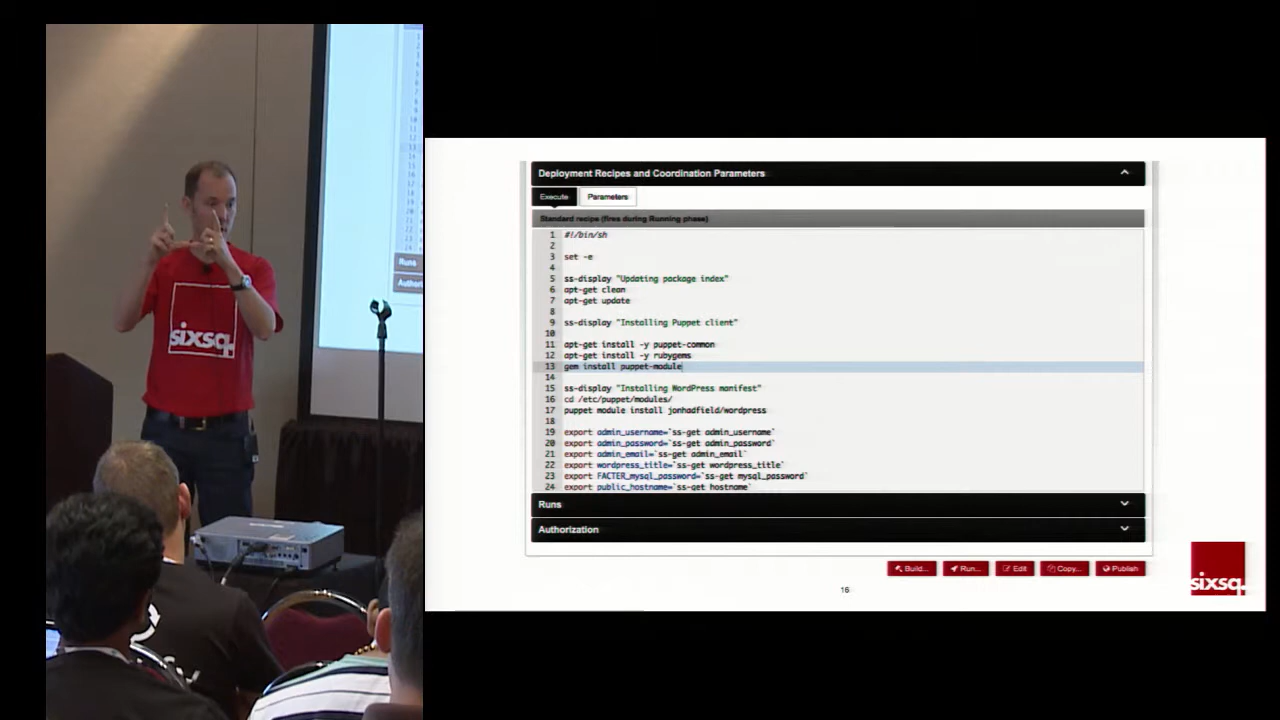 sixsq.
Runs
Deployment Recipes and Coordination Parameters
Execute
Parameters
Standard recipe (fires during Running phase)
1 #!/bin/sh
2
3 set -e
4
5 ss-display "Updating package index"
6 apt-get clean
7 apt-get update
8
9 ss-display "Installing Puppet client"
10
11 apt-get install -y puppet-common
12 apt-get install -y rubygems
13 gem install puppet-module
14
15 ss-display "Installing WordPress manifest"
16 cd /etc/puppet/modules/
17 puppet module install jonhadfield/wordpress
18
19 export admin_username=`ss-get admin_username`
20 export admin_password=`ss-get admin_password`
21 export admin_email=`ss-get admin_email`
22 export wordpress_title=`ss-get wordpress_title`
23 export FACTER_mysql_password=`ss-get mysql_password`
24 export public_hostname=`ss-get hostname`
Runs
Authorization
Build... Run... Edit Copy... Publish
16
sixsq.